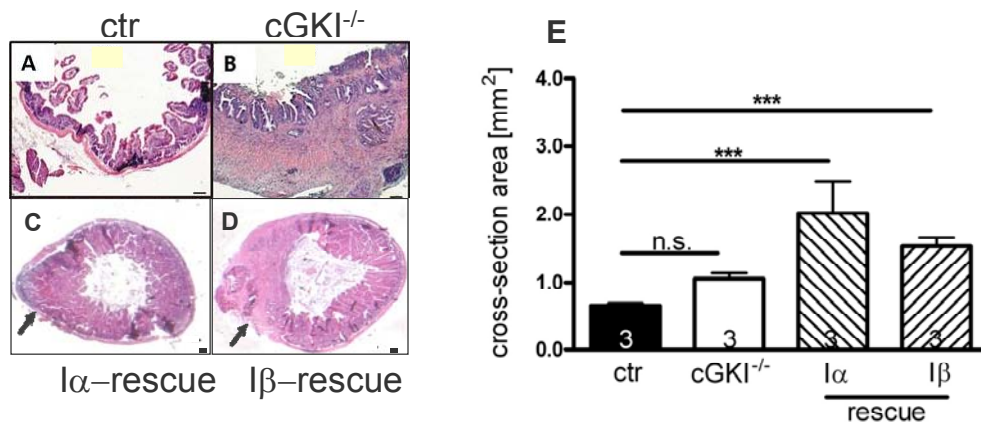 ctr cGKI⁻/⁻
A B
C D
Iα–rescue Iβ–rescue
E
cross-section area [mm²]
4.0
3.0
2.0
1.0
0.0
***
***
n.s.
3 3 3 3
ctr cGKI⁻/⁻ Iα Iβ
rescue